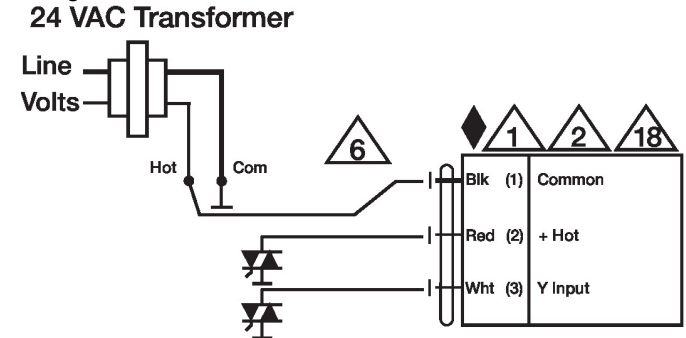 24 VAC Transformer
Line
Volts
Hot
Com
6
1
2
18
Blk (1) Common
Red (2) + Hot
Wht (3) Y Input